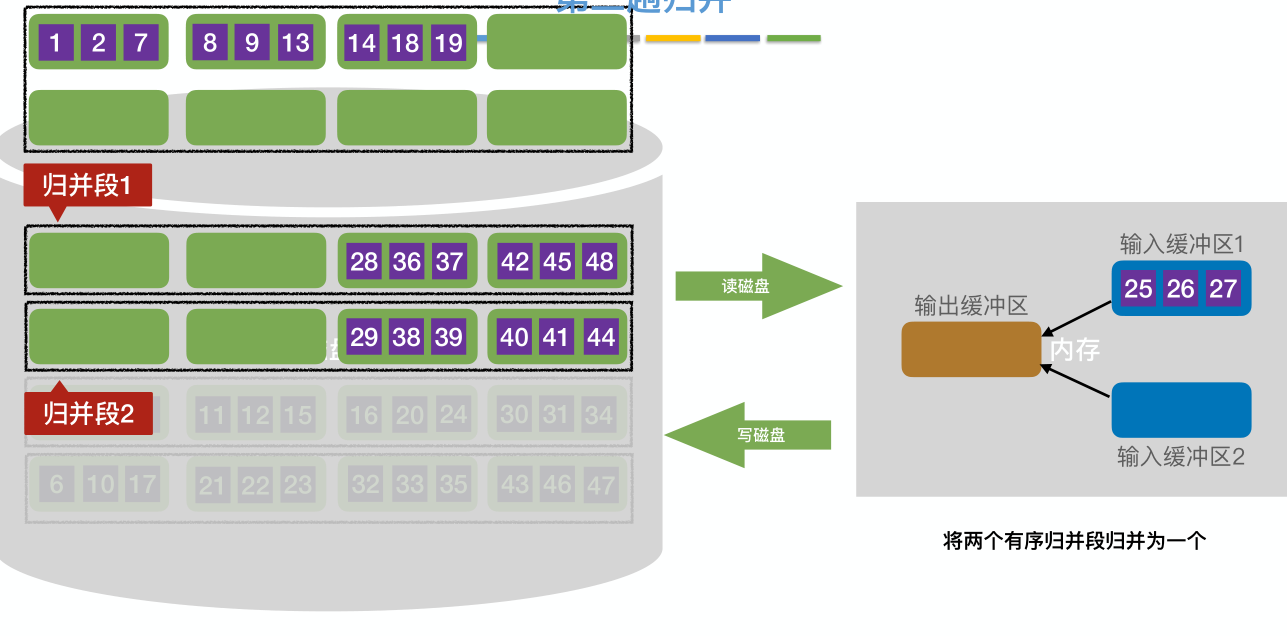 1 2 7 8 9 13 14 18 19
归并段1
28 36 37 42 45 48
29 38 39 40 41 44
归并段2
11 12 15 16 20 24 30 31 34
6 10 17 21 22 23 32 33 35 43 46 47
读磁盘
写磁盘
输入缓冲区1
25 26 27
输出缓冲区
内存
输入缓冲区2
将两个有序归并段归并为一个